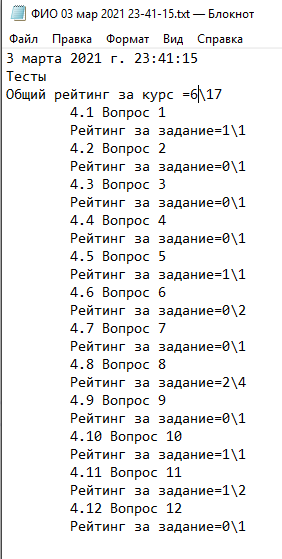 ФИО 03 мар 2021 23-41-15.txt — Блокнот
Файл Правка Формат Вид Справка
3 марта 2021 г. 23:41:15
Тесты
Общий рейтинг за курс =6\17
4.1 Вопрос 1
Рейтинг за задание=1\1
4.2 Вопрос 2
Рейтинг за задание=0\1
4.3 Вопрос 3
Рейтинг за задание=0\1
4.4 Вопрос 4
Рейтинг за задание=0\1
4.5 Вопрос 5
Рейтинг за задание=1\1
4.6 Вопрос 6
Рейтинг за задание=0\2
4.7 Вопрос 7
Рейтинг за задание=0\1
4.8 Вопрос 8
Рейтинг за задание=2\4
4.9 Вопрос 9
Рейтинг за задание=0\1
4.10 Вопрос 10
Рейтинг за задание=1\1
4.11 Вопрос 11
Рейтинг за задание=1\2
4.12 Вопрос 12
Рейтинг за задание=0\1